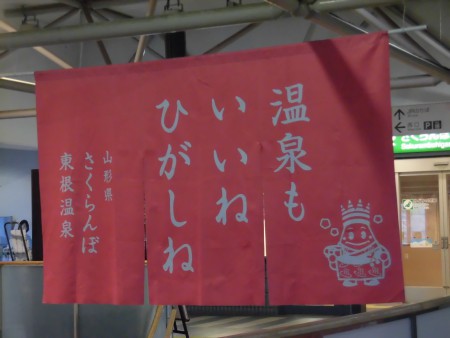 温泉も
いいね
ひがしね
山形県
さくらんぼ
東根温泉